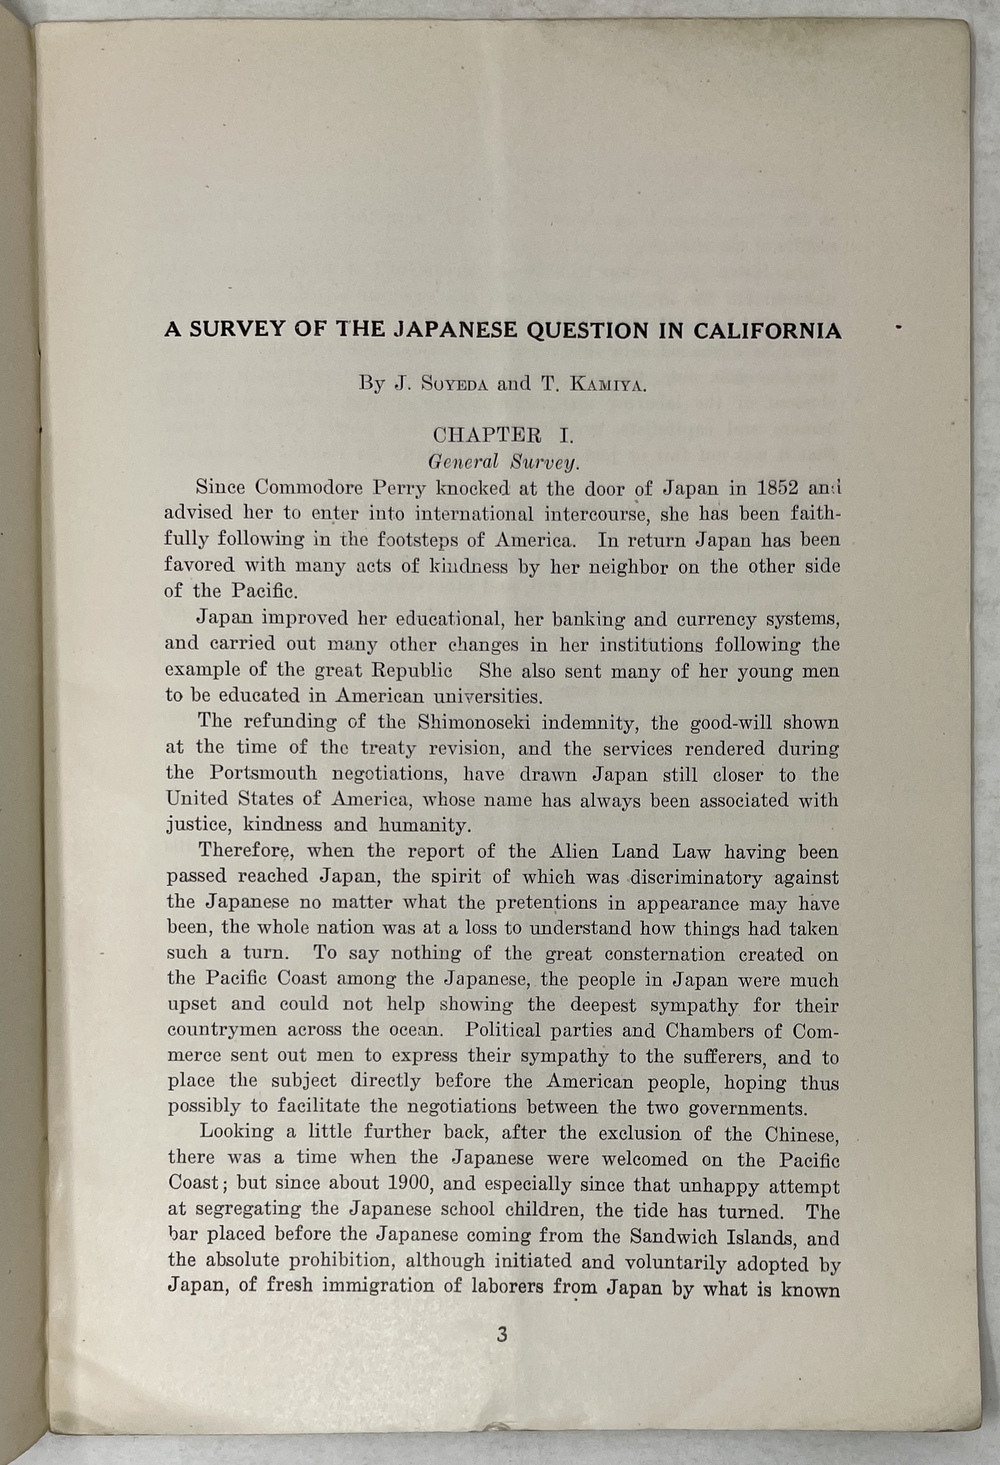 A SURVEY OF THE JAPANESE QUESTION IN CALIFORNIA
By J. Soyeda and T. Kamiya.
CHAPTER I.
General Survey.
Since Commodore Perry knocked at the door of Japan in 1852 and
advised her to enter into international intercourse, she has been faith-
fully following in the footsteps of America. In return Japan has been
favored with many acts of kindness by her neighbor on the other side
of the Pacific.
Japan improved her educational, her banking and currency systems,
and carried out many other changes in her institutions following the
example of the great Republic She also sent many of her young men
to be educated in American universities.
The refunding of the Shimonoseki indemnity, the good-will shown
at the time of the treaty revision, and the services rendered during
the Portsmouth negotiations, have drawn Japan still closer to the
United States of America, whose name has always been associated with
justice, kindness and humanity.
Therefore, when the report of the Alien Land Law having been
passed reached Japan, the spirit of which was discriminatory against
the Japanese no matter what the pretentions in appearance may have
been, the whole nation was at a loss to understand how things had taken
such a turn. To say nothing of the great consternation created on
the Pacific Coast among the Japanese, the people in Japan were much
upset and could not help showing the deepest sympathy for their
countrymen across the ocean. Political parties and Chambers of Com-
merce sent out men to express their sympathy to the sufferers, and to
place the subject directly before the American people, hoping thus
possibly to facilitate the negotiations between the two governments.
Looking a little further back, after the exclusion of the Chinese,
there was a time when the Japanese were welcomed on the Pacific
Coast; but since about 1900, and especially since that unhappy attempt
at segregating the Japanese school children, the tide has turned. The
bar placed before the Japanese coming from the Sandwich Islands, and
the absolute prohibition, although initiated and voluntarily adopted by
Japan, of fresh immigration of laborers from Japan by what is known
3